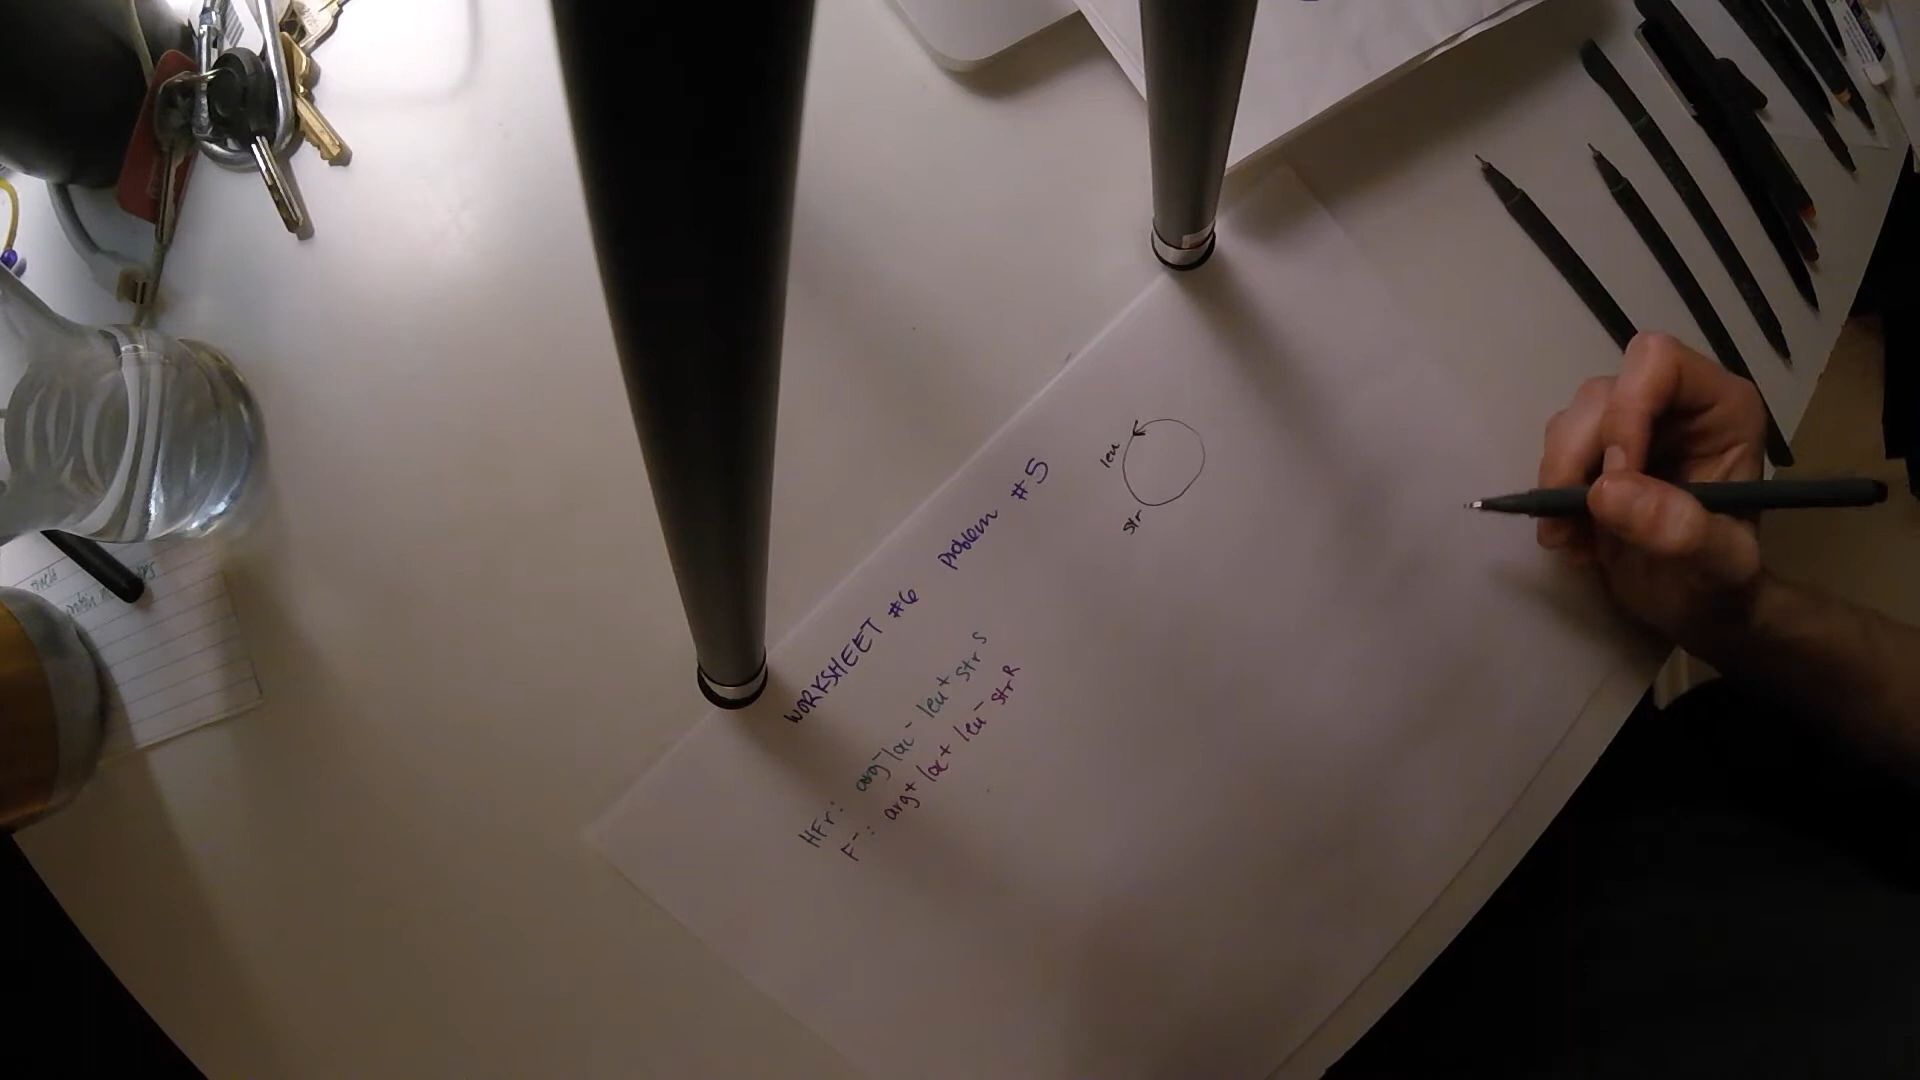 WORKSHEET #6 Problem #5
HFr: arg- lac- leu+ str S
F-: arg+ lac+ leu- str R
leu
str